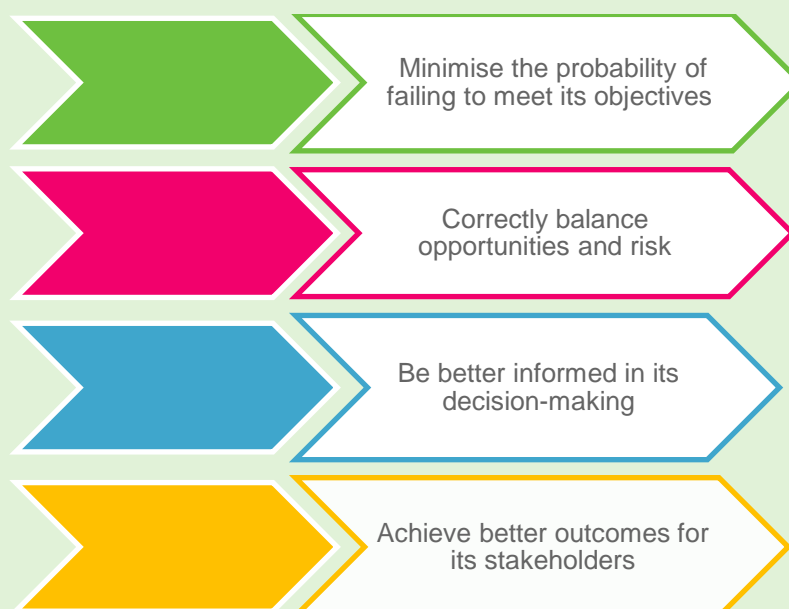 Minimise the probability of
failing to meet its objectives
Correctly balance
opportunities and risk
Be better informed in its
decision-making
Achieve better outcomes for
its stakeholders